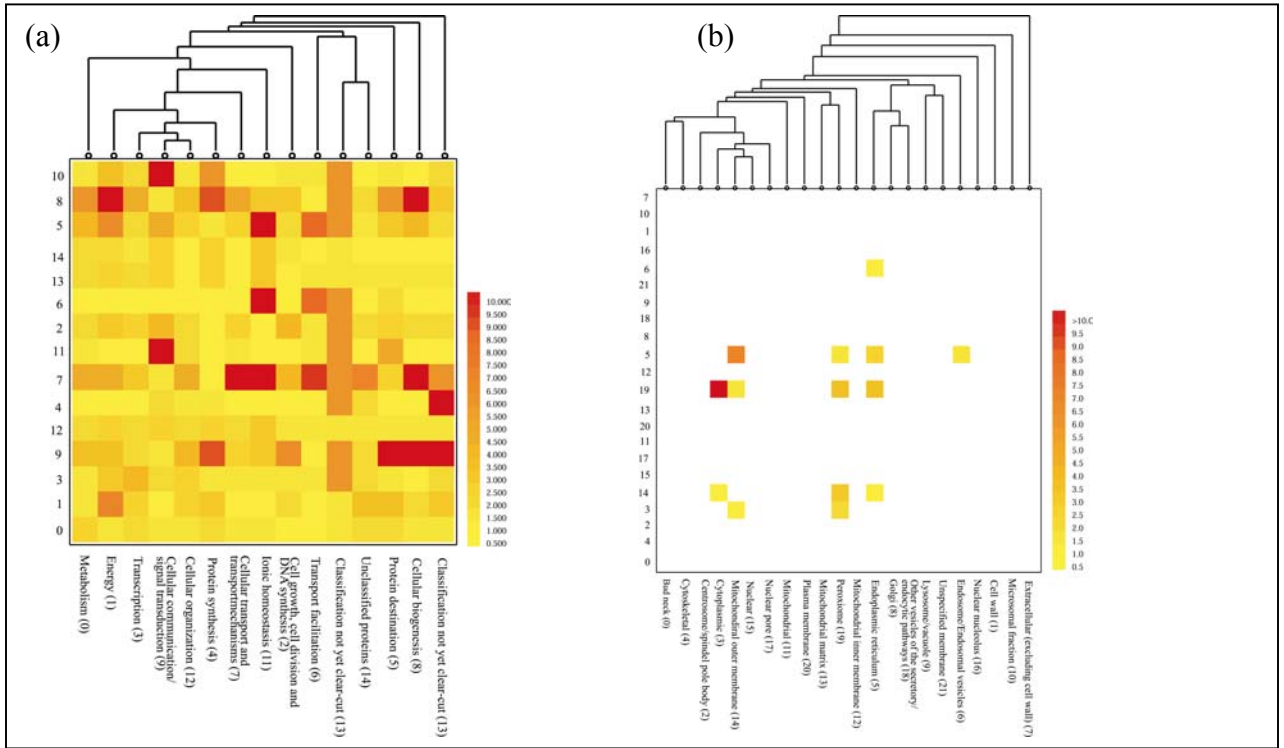 (a)
10
8
5
14
13
6
2
11
7
4
12
9
3
1
0
10.000
9.500
9.000
8.500
8.000
7.500
7.000
6.500
6.000
5.500
5.000
4.500
4.000
3.500
3.000
2.500
2.000
1.500
1.000
0.500
Metabolism (0)
Energy (1)
Transcription (3)
Cellular communication/
signal transduction (9)
Cellular organization (12)
Protein synthesis (4)
Cellular transport and
transportmechanisms (7)
Ionic homeostasis (11)
Cell growth, cell division and
DNA synthesis (2)
Transport facilitation (6)
Classification not yet clear-cut (13)
Unclassified proteins (14)
Protein destination (5)
Cellular biogenesis (8)
Classification not yet clear-cut (13)
(b)
7
10
1
16
6
21
9
18
8
5
12
19
13
20
11
17
15
14
3
2
4
0
>10.0
9.5
9.0
8.5
8.0
7.5
7.0
6.5
6.0
5.5
5.0
4.5
4.0
3.5
3.0
2.5
2.0
1.5
1.0
0.5
Bud neck (0)
Cytoskeletal (4)
Centrosome/spindel pole body (2)
Cytoplasmic (3)
Mitochondiral outer membrane (14)
Nuclear (15)
Nuclear pore (17)
Mitochondrial (11)
Plasma membrane (20)
Mitochondrial matrix (13)
Peroxione (19)
Mitochondrial inner membrane (12)
Endoplasmic reticulum (5)
Golgi (8)
Other vesicles of the secretory/
endocytic pathways (18)
Lysosome/vacuole (9)
Unspecified membrane (21)
Endosome/Endosomal vesicles (6)
Nuclear nucleolus (16)
Cell wall (1)
Microsomal fraction (10)
Extracellular (excluding cell wall) (7)